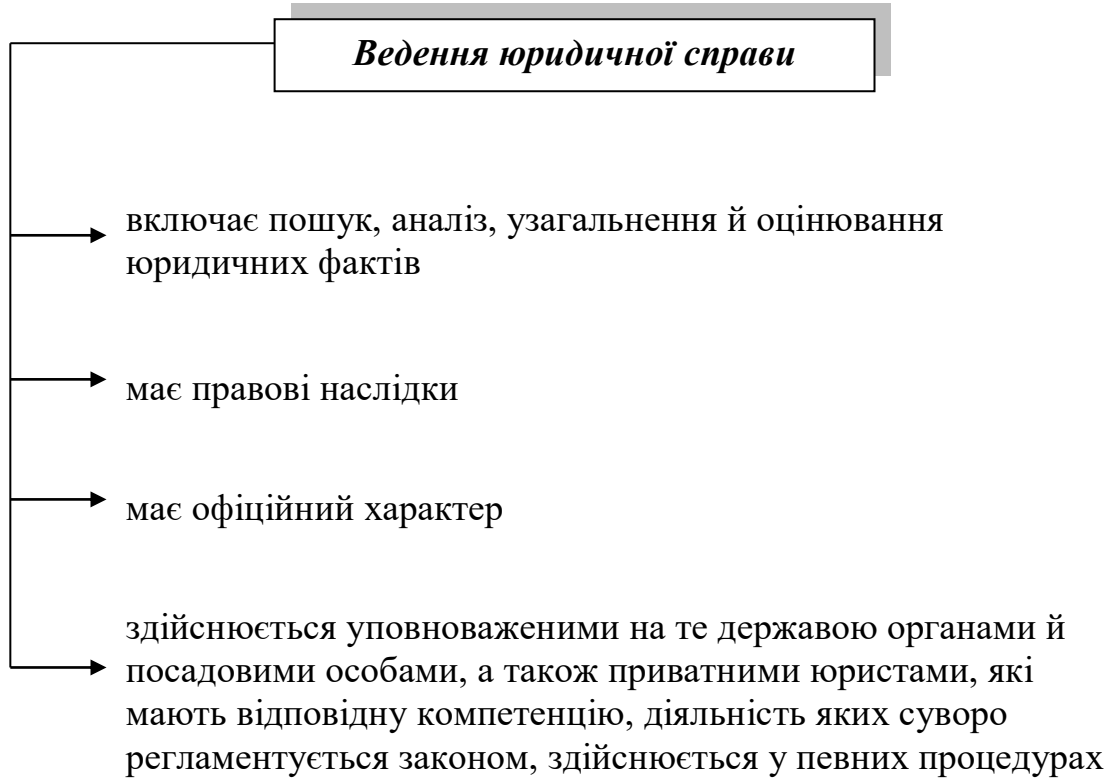 Ведення юридичної справи
включає пошук, аналіз, узагальнення й оцінювання
юридичних фактів
має правові наслідки
має офіційний характер
здійснюється уповноваженими на те державою органами й
посадовими особами, а також приватними юристами, які
мають відповідну компетенцію, діяльність яких суворо
регламентується законом, здійснюється у певних процедурах